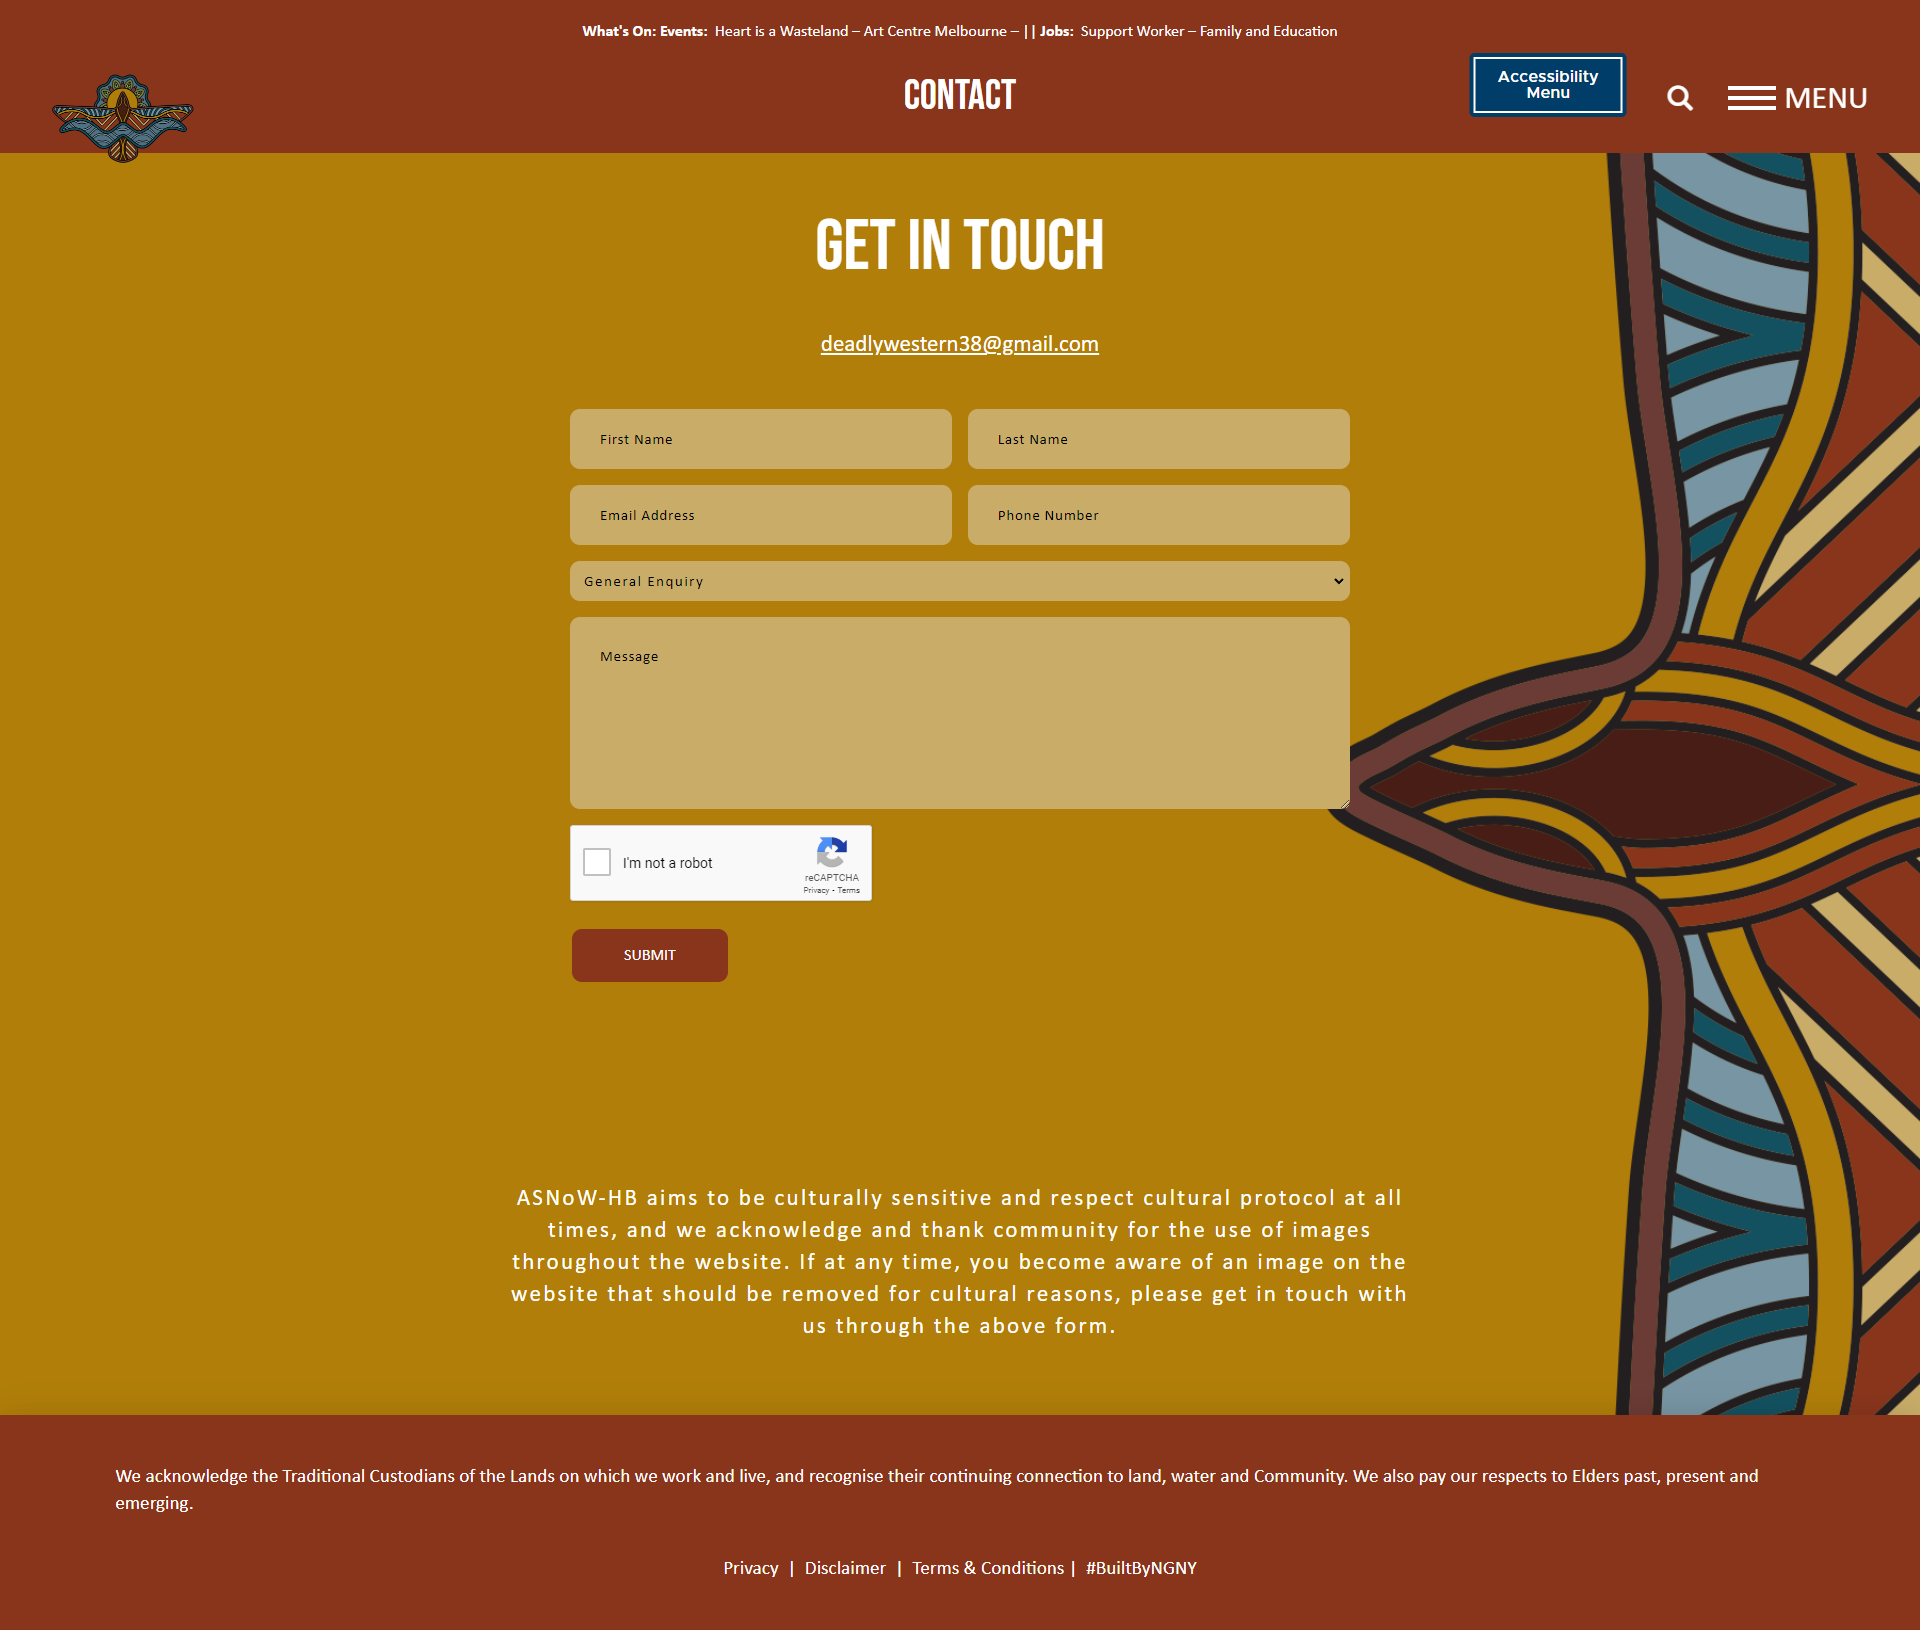 What's On: Events: Heart is a Wasteland – Art Centre Melbourne – || Jobs: Support Worker – Family and Education
CONTACT
Accessibility
Menu
MENU
GET IN TOUCH
deadlywestern38@gmail.com
First Name
Last Name
Email Address
Phone Number
General Enquiry
Message
I'm not a robot
reCAPTCHA
Privacy - Terms
SUBMIT
ASNoW-HB aims to be culturally sensitive and respect cultural protocol at all
times, and we acknowledge and thank community for the use of images
throughout the website. If at any time, you become aware of an image on the
website that should be removed for cultural reasons, please get in touch with
us through the above form.
We acknowledge the Traditional Custodians of the Lands on which we work and live, and recognise their continuing connection to land, water and Community. We also pay our respects to Elders past, present and
emerging.
Privacy | Disclaimer | Terms & Conditions | #BuiltByNGNY